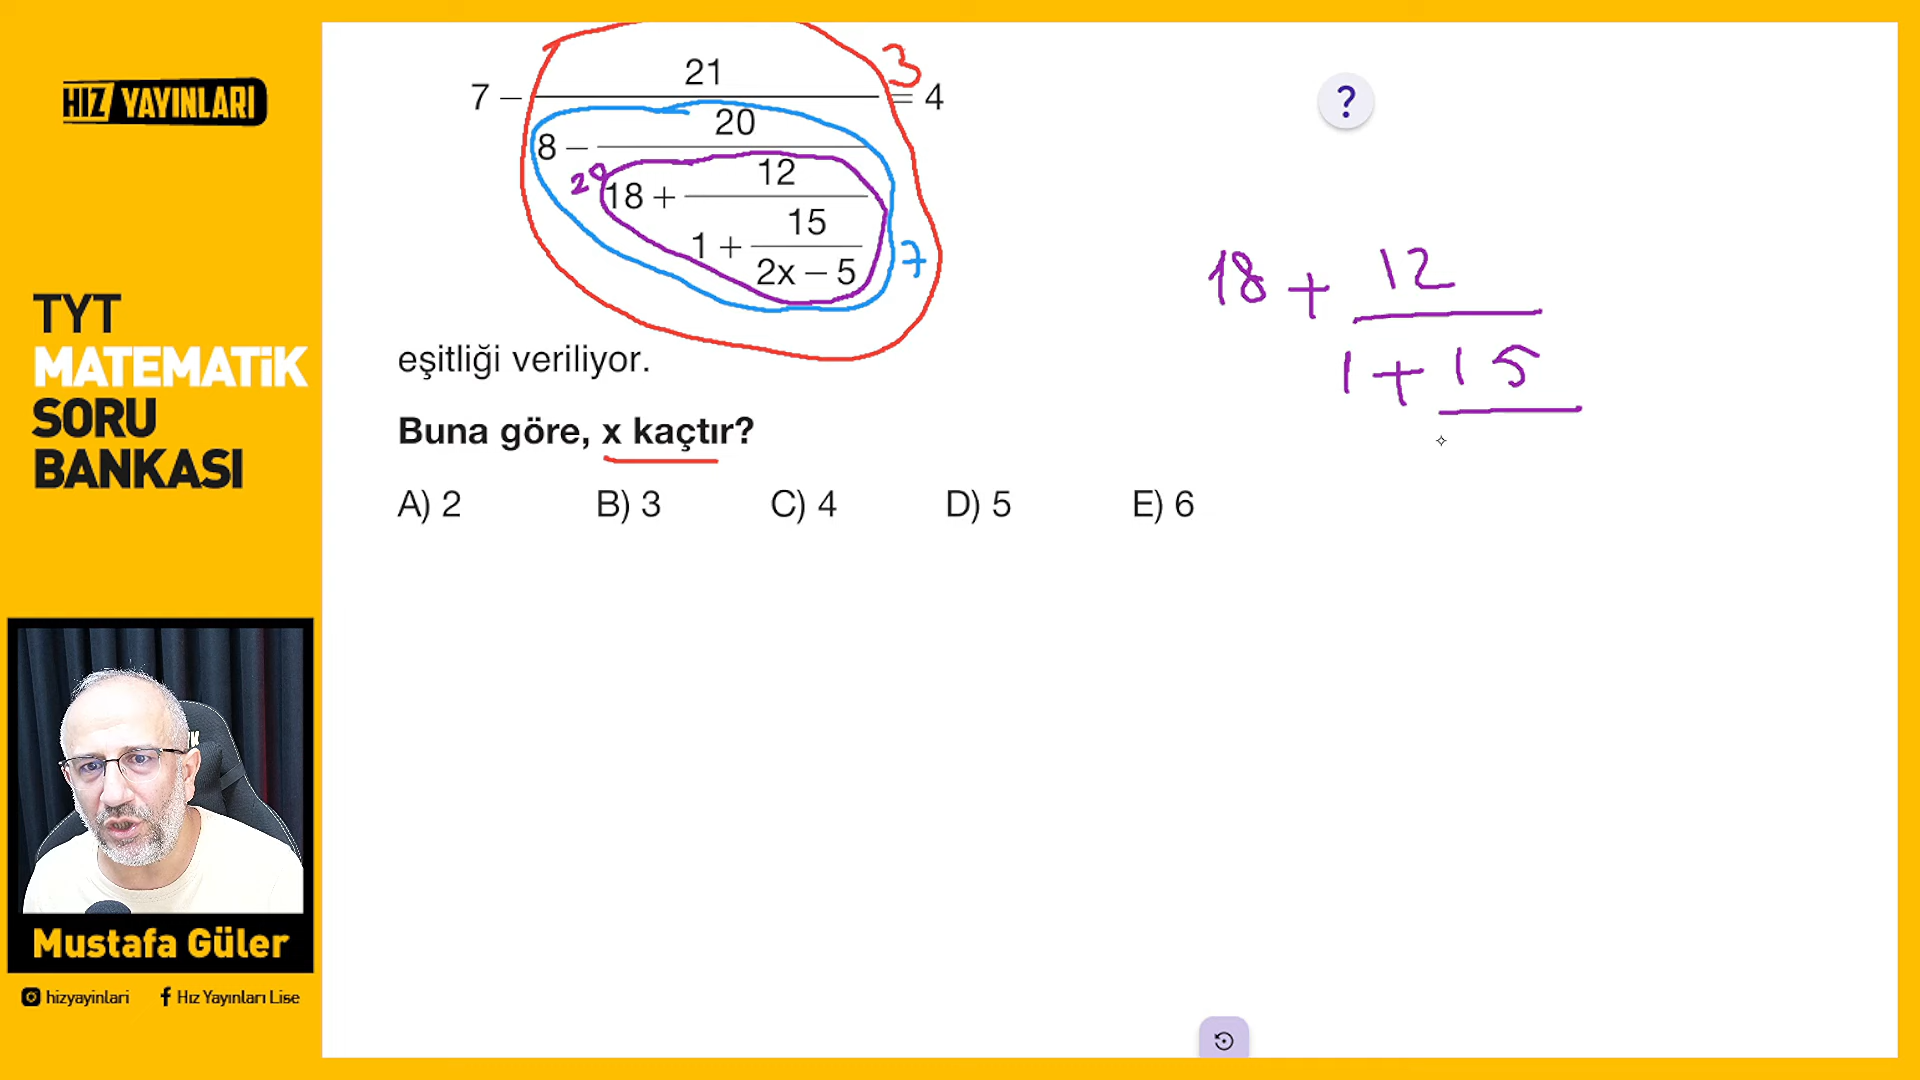 HIZ YAYINLARI
TYT
MATEMATİK
SORU
BANKASI
Mustafa Güler
hizyayinlari
Hız Yayınları Lise
21
3
7 – = 4
20
8 –
12
20
18 +
15
1 +
2x – 5
7
eşitliği veriliyor.
Buna göre, x kaçtır?
A) 2 B) 3 C) 4 D) 5 E) 6
?
18 + 12
1 + 15